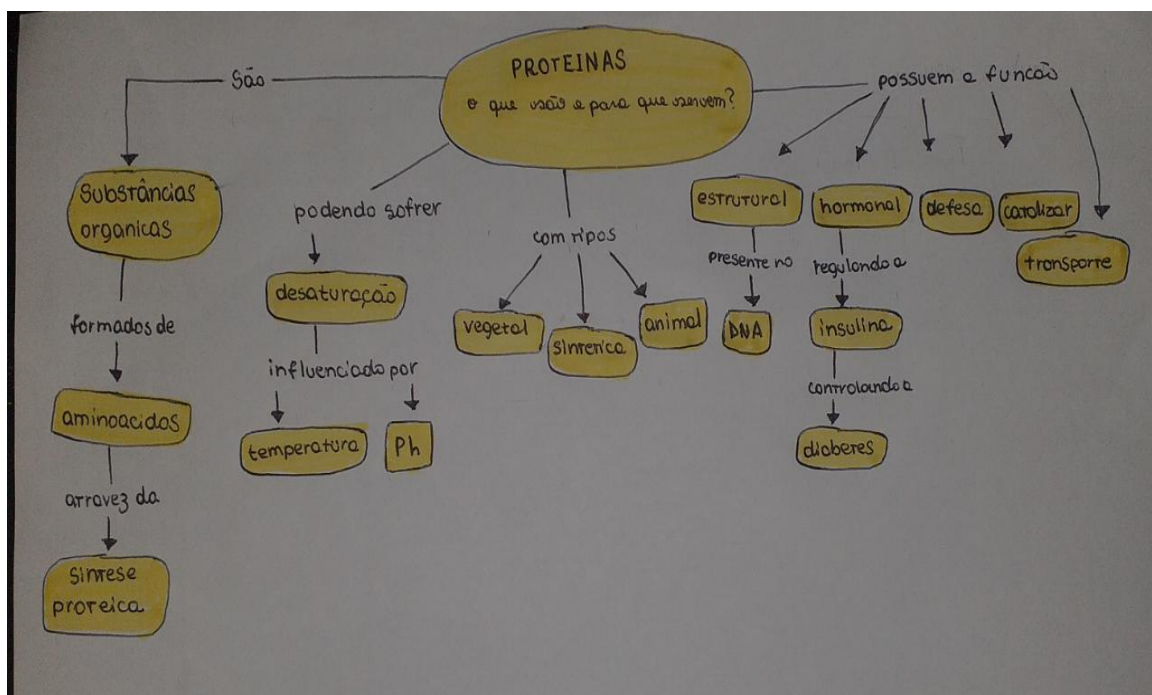 PROTEINAS
o que são e para que servem?
São
Substâncias
organicas
formados de
aminoacidos
atravez da
Sintese
proteica
podendo sofrer
desaturação
influenciado por
temperatura
Ph
com tipos
vegetal
sintetica
animal
possuem a funcão
estrutural
presente no
DNA
hormonal
regulando a
insulina
controlando a
diabetes
defesa
catalizar
transporte